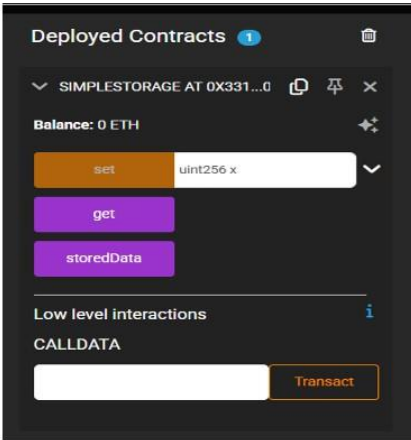 Deployed Contracts 1
SIMPLESTORAGE AT 0X331...0
Balance: 0 ETH
set uint256 x
get
storedData
Low level interactions i
CALLDATA
Transact